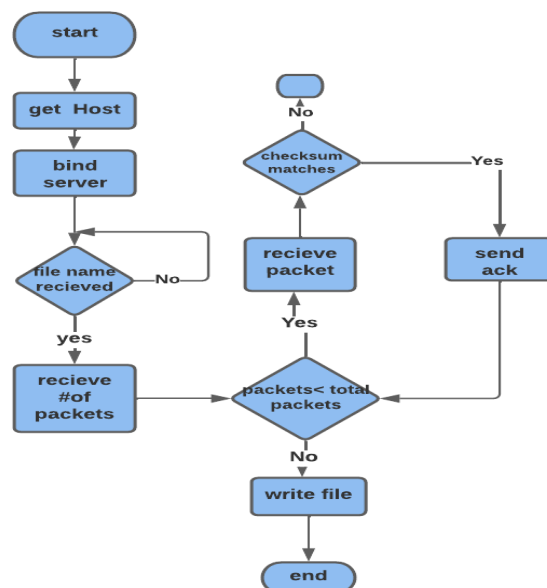 start
get Host
bind
server
file name
recieved
No
yes
recieve
#of
packets
No
checksum
matches
Yes
recieve
packet
send
ack
Yes
packets< total
packets
No
write file
end